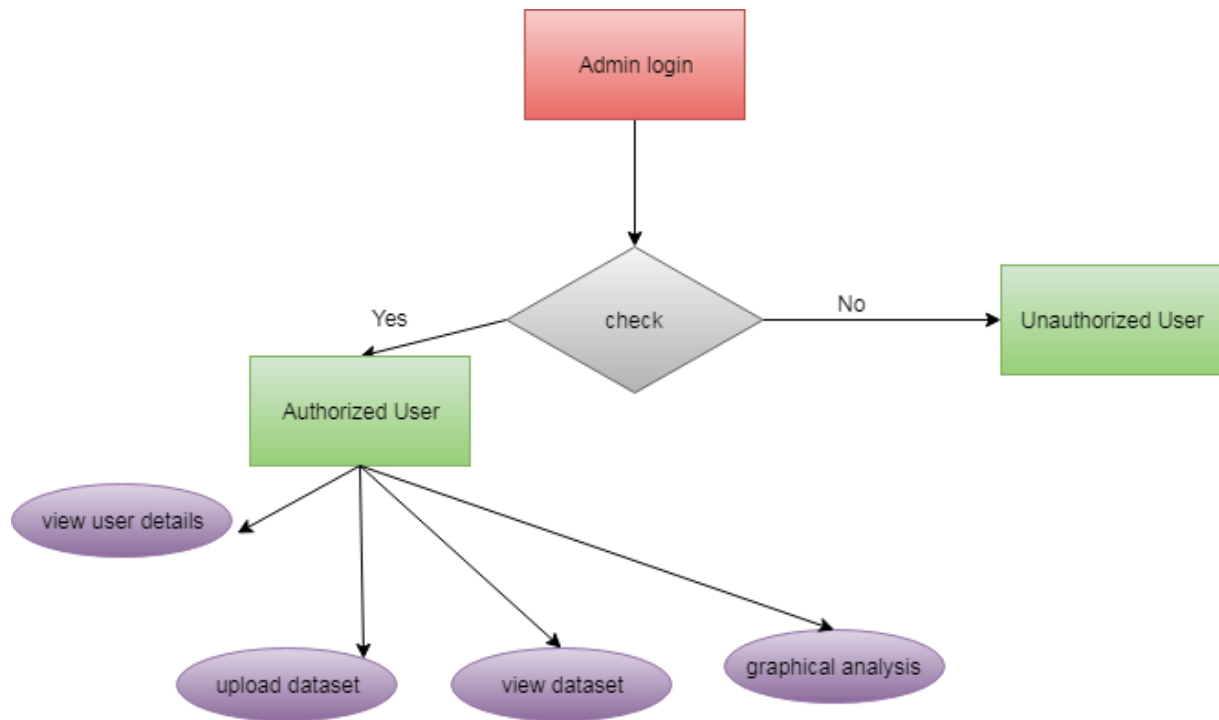 Admin login
check
Yes
No
Unauthorized User
Authorized User
view user details
upload dataset
view dataset
graphical analysis